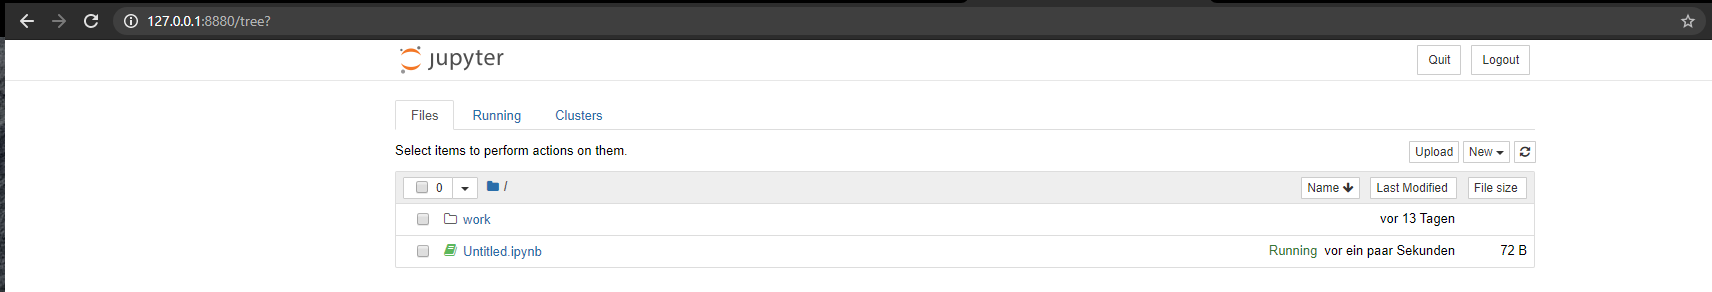 127.0.0.1:8880/tree?
jupyter Quit Logout
Files Running Clusters
Select items to perform actions on them. Upload New
0 / Name Last Modified File size
work vor 13 Tagen
Untitled.ipynb Running vor ein paar Sekunden 72 B